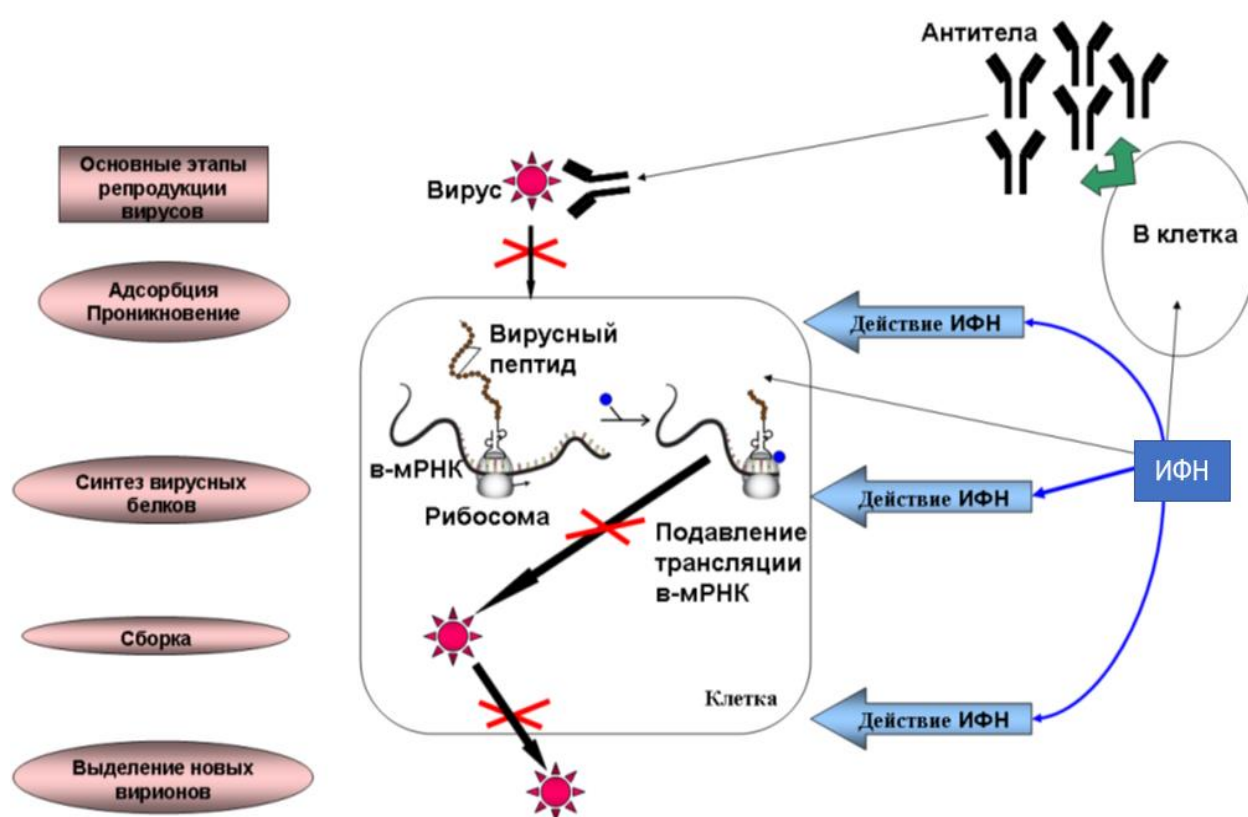 Антитела
Основные этапы
репродукции
вирусов
Вирус
В клетка
Адсорбция
Проникновение
Действие ИФН
Вирусный
пептид
в-мРНК
Рибосома
Синтез вирусных
белков
Действие ИФН
ИФН
Подавление
трансляции
в-мРНК
Сборка
Клетка
Действие ИФН
Выделение новых
вирионов